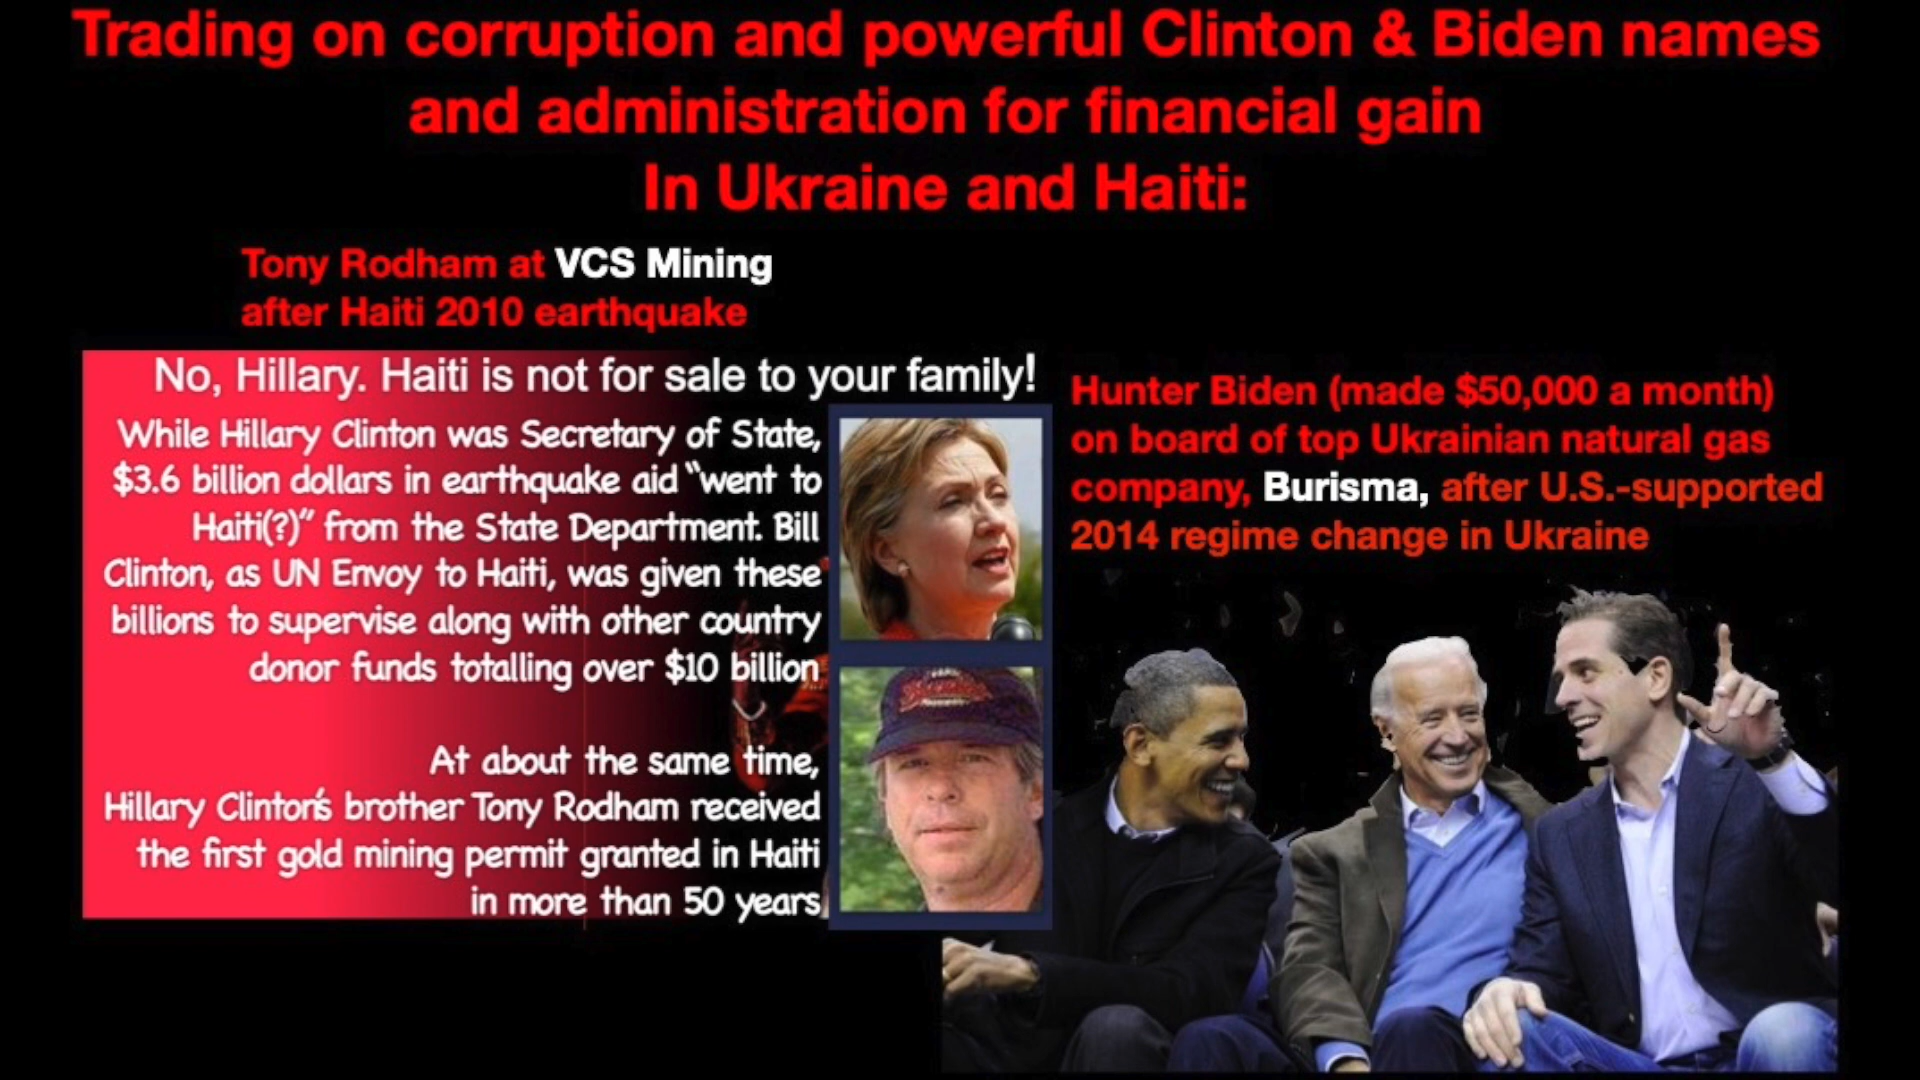 Trading on corruption and powerful Clinton & Biden names
and administration for financial gain
In Ukraine and Haiti:
Tony Rodham at VCS Mining
after Haiti 2010 earthquake
No, Hillary. Haiti is not for sale to your family!
While Hillary Clinton was Secretary of State,
$3.6 billion dollars in earthquake aid "went to
Haiti(?)" from the State Department. Bill
Clinton, as UN Envoy to Haiti, was given these
billions to supervise along with other country
donor funds totalling over $10 billion
At about the same time,
Hillary Clinton's brother Tony Rodham received
the first gold mining permit granted in Haiti
in more than 50 years
Hunter Biden (made $50,000 a month)
on board of top Ukrainian natural gas
company, Burisma, after U.S.-supported
2014 regime change in Ukraine